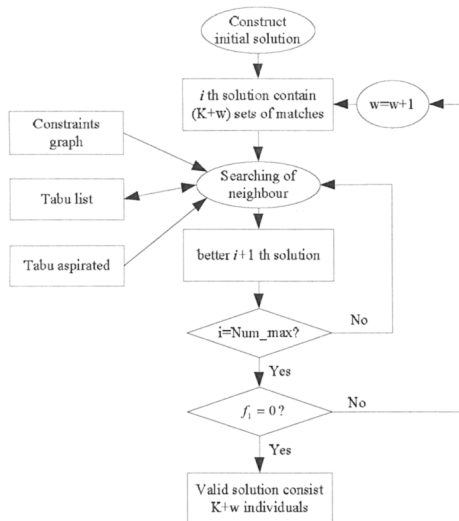 Construct
initial solution
i th solution contain
(K+w) sets of matches
w=w+1
Constraints
graph
Searching of
neighbour
Tabu list
Tabu aspirated
better i+1 th solution
i=Num_max?
No
Yes
f₁ = 0 ?
No
Yes
Valid solution consist
K+w individuals